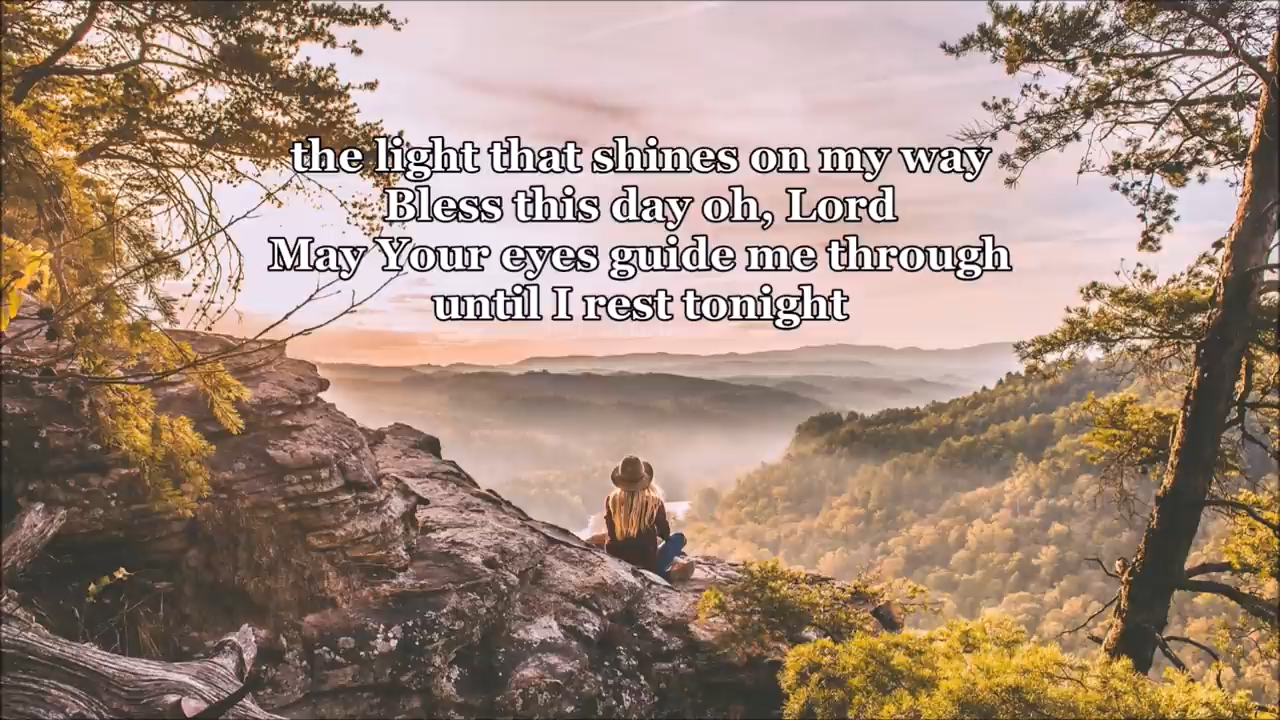 the light that shines on my way
Bless this day oh, Lord
May Your eyes guide me through
until I rest tonight